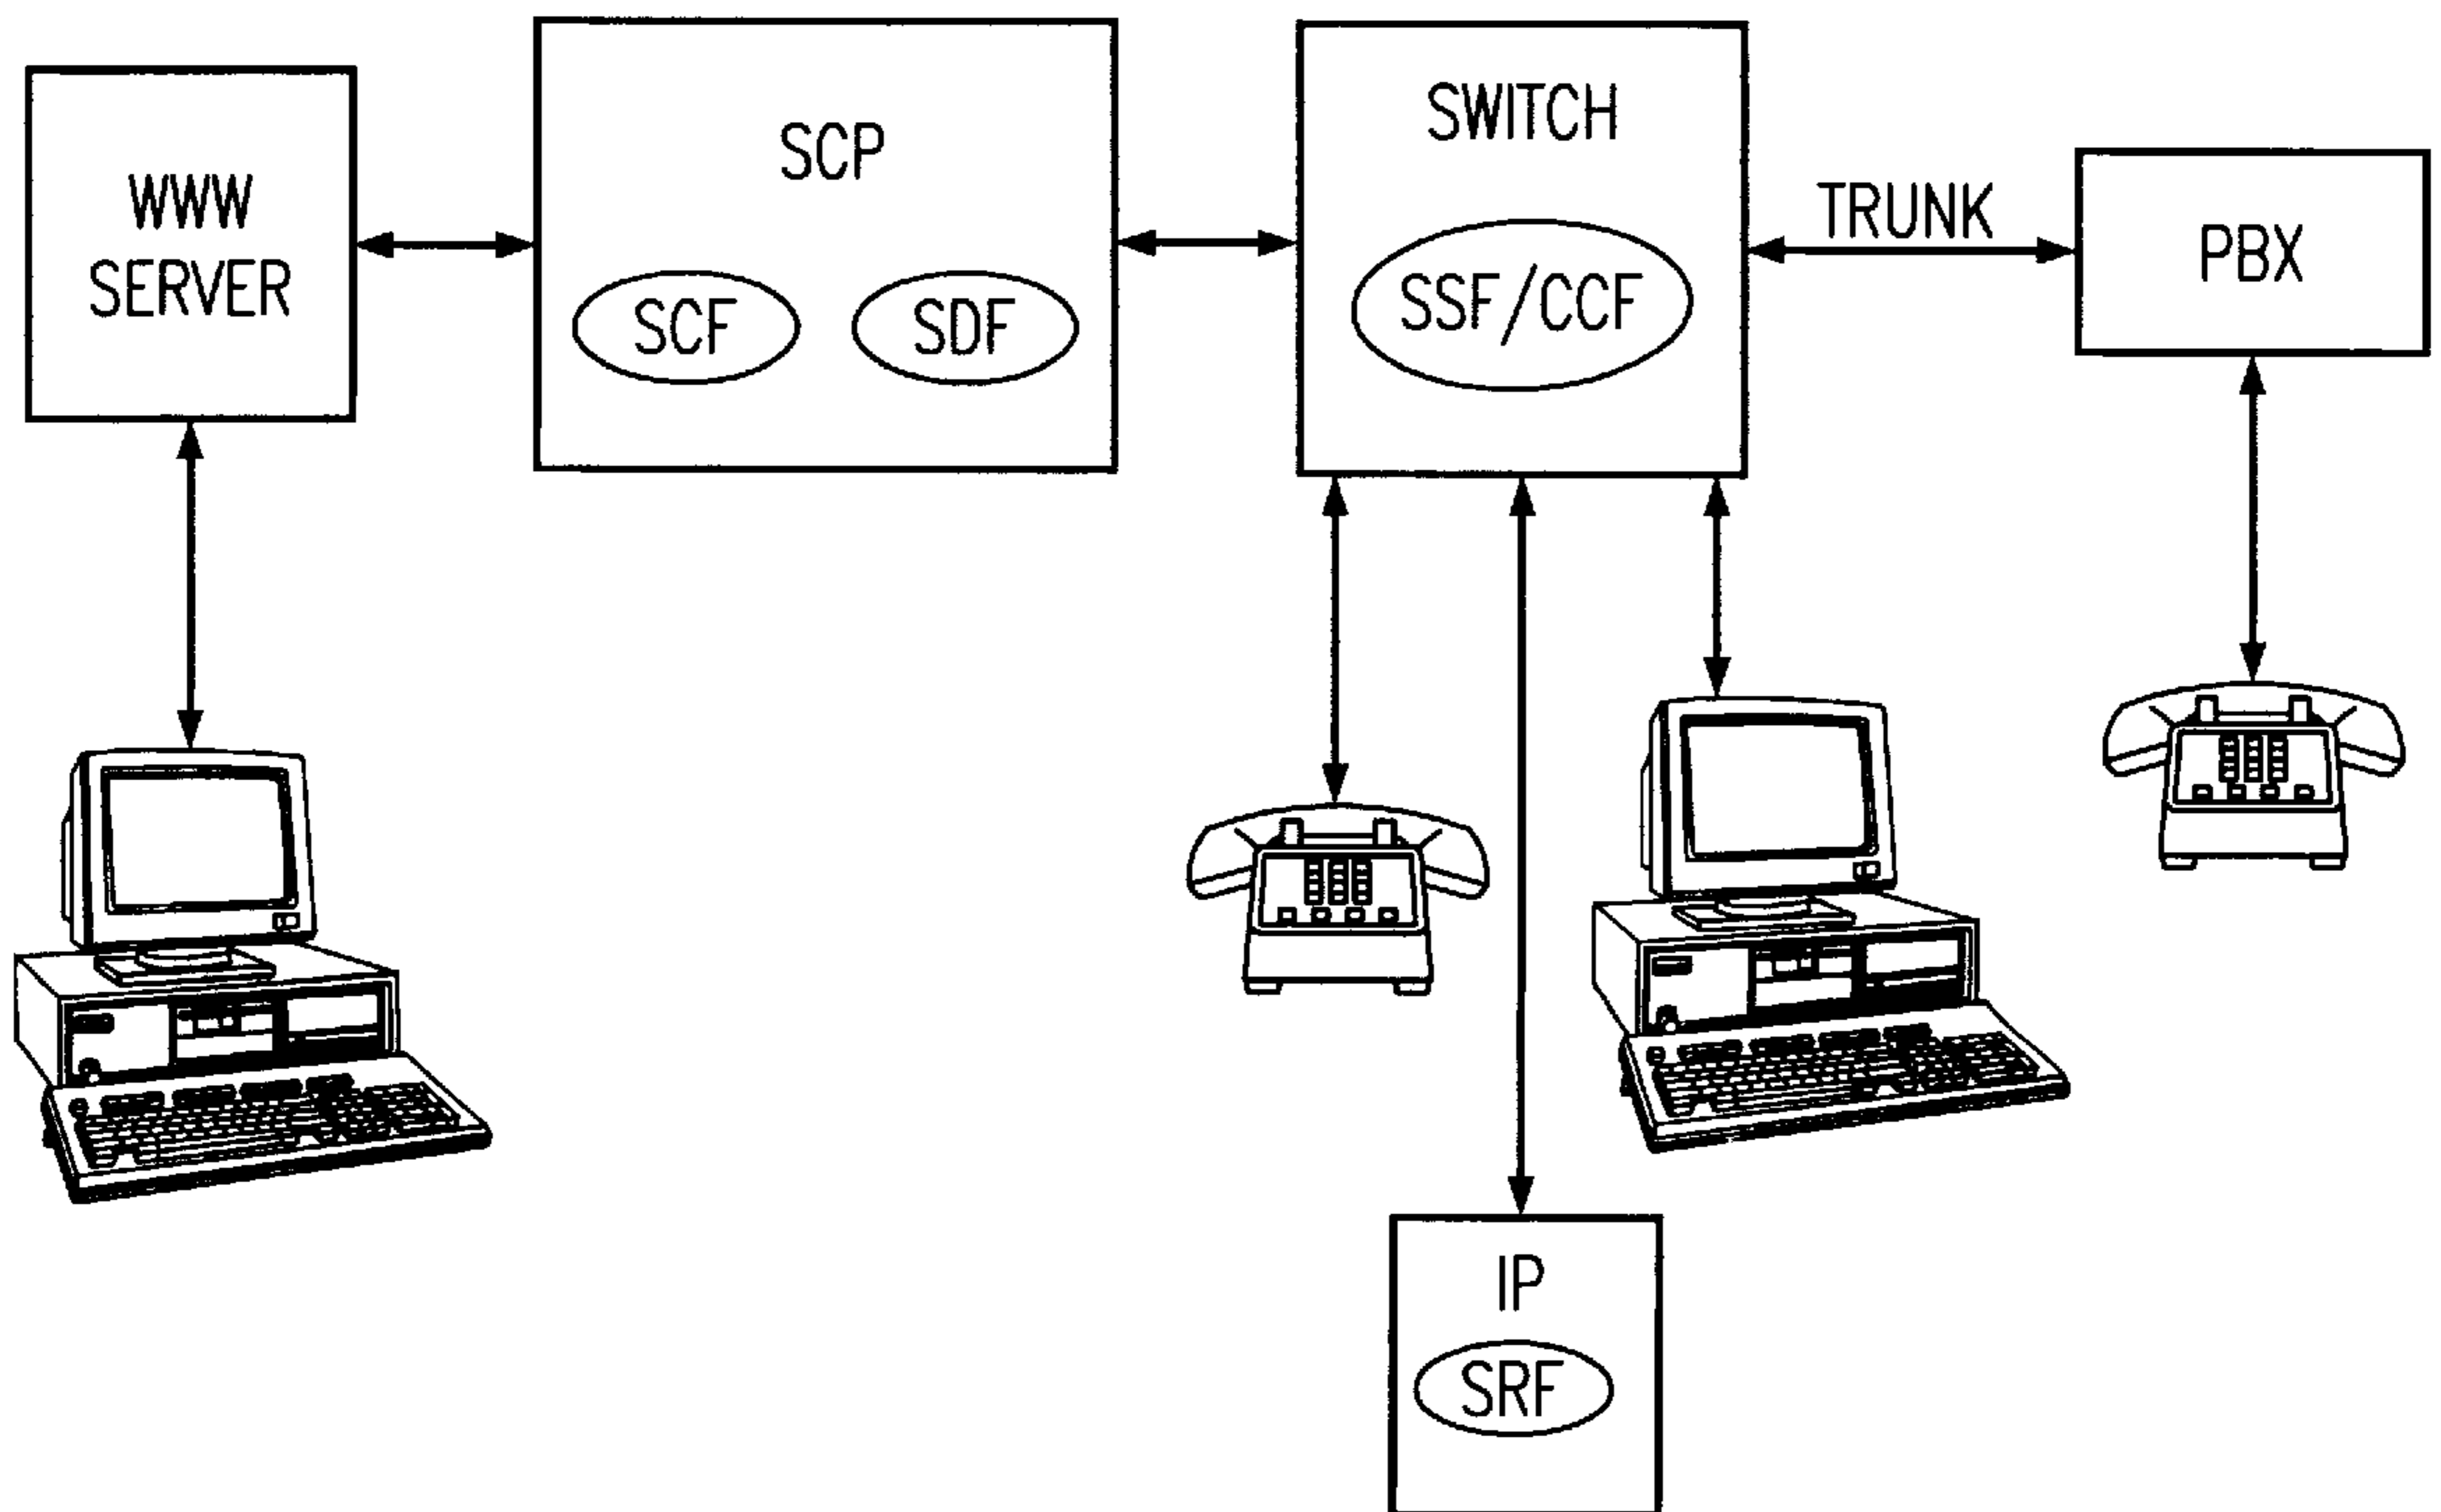 WWW
SERVER
SCP
SCF
SDF
SWITCH
SSF/CCF
TRUNK
PBX
IP
SRF